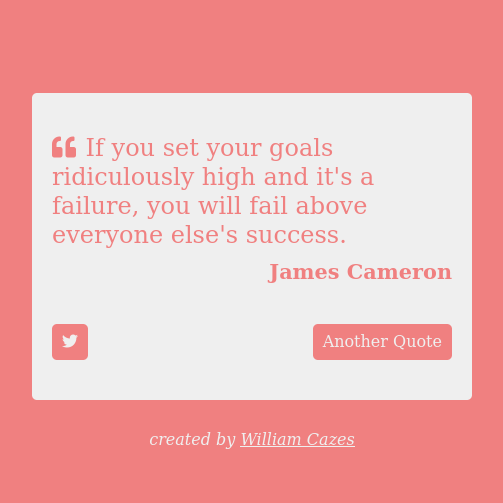 If you set your goals
ridiculously high and it's a
failure, you will fail above
everyone else's success.
James Cameron
Another Quote
created by William Cazes